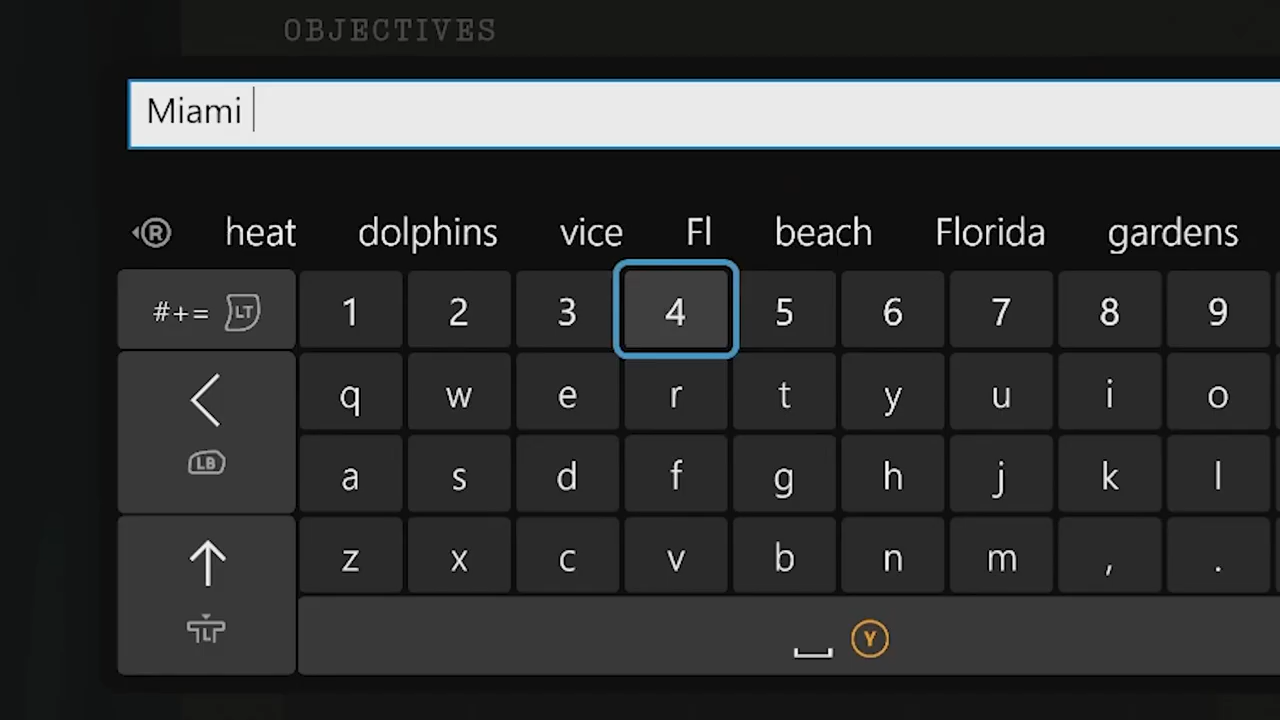 OBJECTIVES
Miami
R heat dolphins vice Fl beach Florida gardens
#+= LT 1 2 3 4 5 6 7 8 9
q w e r t y u i o
LB
a s d f g h j k l
z x c v b n m , .
Y